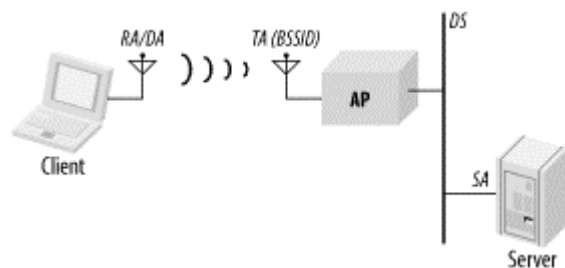 RA/DA
TA (BSSID)
DS
AP
Client
SA
Server